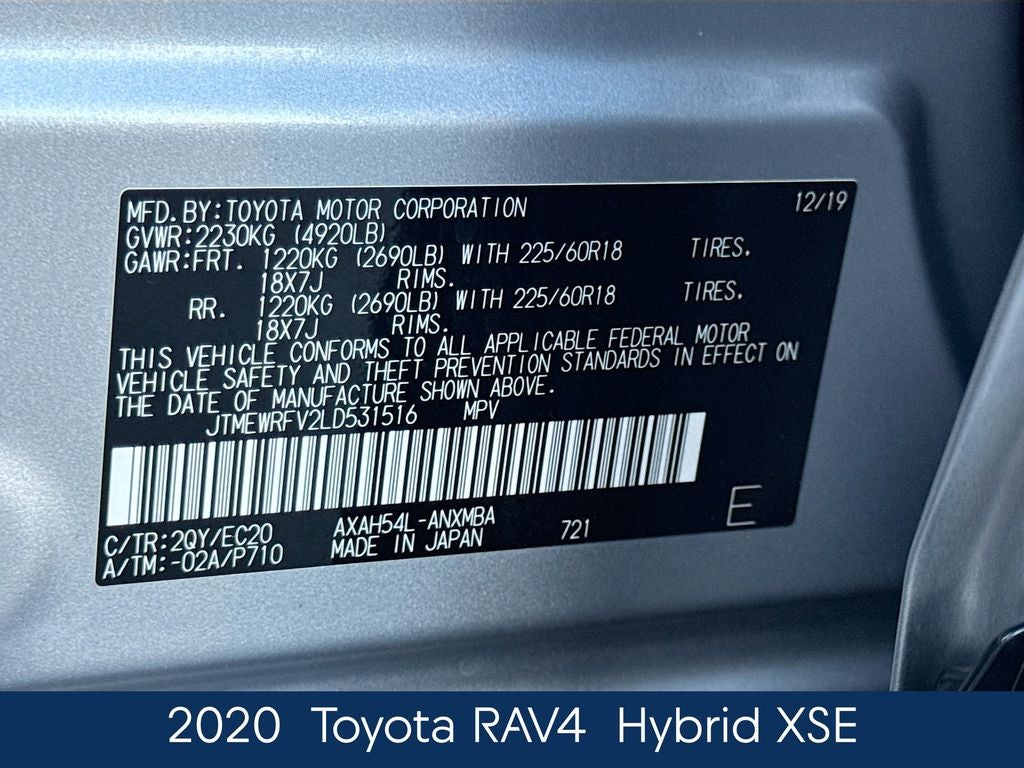 MFD. BY:TOYOTA MOTOR CORPORATION 12/19
GVWR:2230KG (4920LB)
GAWR:FRT. 1220KG (2690LB) WITH 225/60R18 TIRES.
18X7J RIMS.
RR. 1220KG (2690LB) WITH 225/60R18 TIRES.
18X7J RIMS.
THIS VEHICLE CONFORMS TO ALL APPLICABLE FEDERAL MOTOR
VEHICLE SAFETY AND THEFT PREVENTION STANDARDS IN EFFECT ON
THE DATE OF MANUFACTURE SHOWN ABOVE.
JTMEWRFV2LD531516 MPV
C/TR:2QY/EC20 AXAH54L-ANXMBA 721 E
A/TM:-02A/P710 MADE IN JAPAN
2020 Toyota RAV4 Hybrid XSE